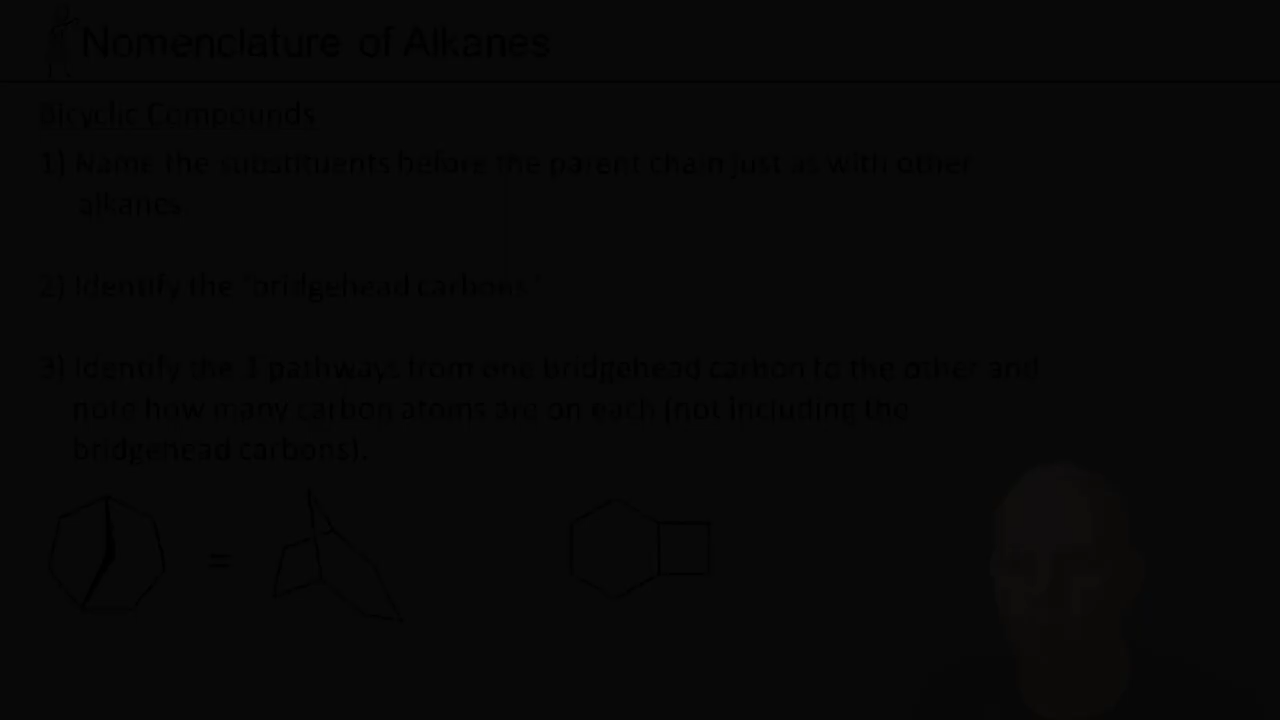 Nomenclature of Alkanes
Bicyclic Compounds
1) Name the substituents before the parent chain just as with other
alkanes.
2) Identify the 'bridgehead carbons.'
3) Identify the 3 pathways from one bridgehead carbon to the other and
note how many carbon atoms are on each (not including the
bridgehead carbons).
=